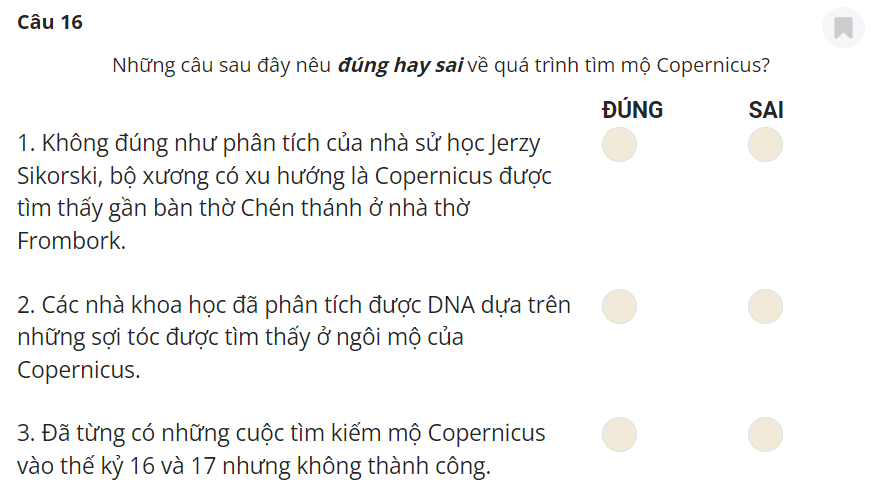 Câu 16
Những câu sau đây nêu đúng hay sai về quá trình tìm mộ Copernicus?
ĐÚNG SAI
1. Không đúng như phân tích của nhà sử học Jerzy
Sikorski, bộ xương có xu hướng là Copernicus được
tìm thấy gần bàn thờ Chén thánh ở nhà thờ
Frombork.
2. Các nhà khoa học đã phân tích được DNA dựa trên
những sợi tóc được tìm thấy ở ngôi mộ của
Copernicus.
3. Đã từng có những cuộc tìm kiếm mộ Copernicus
vào thế kỷ 16 và 17 nhưng không thành công.